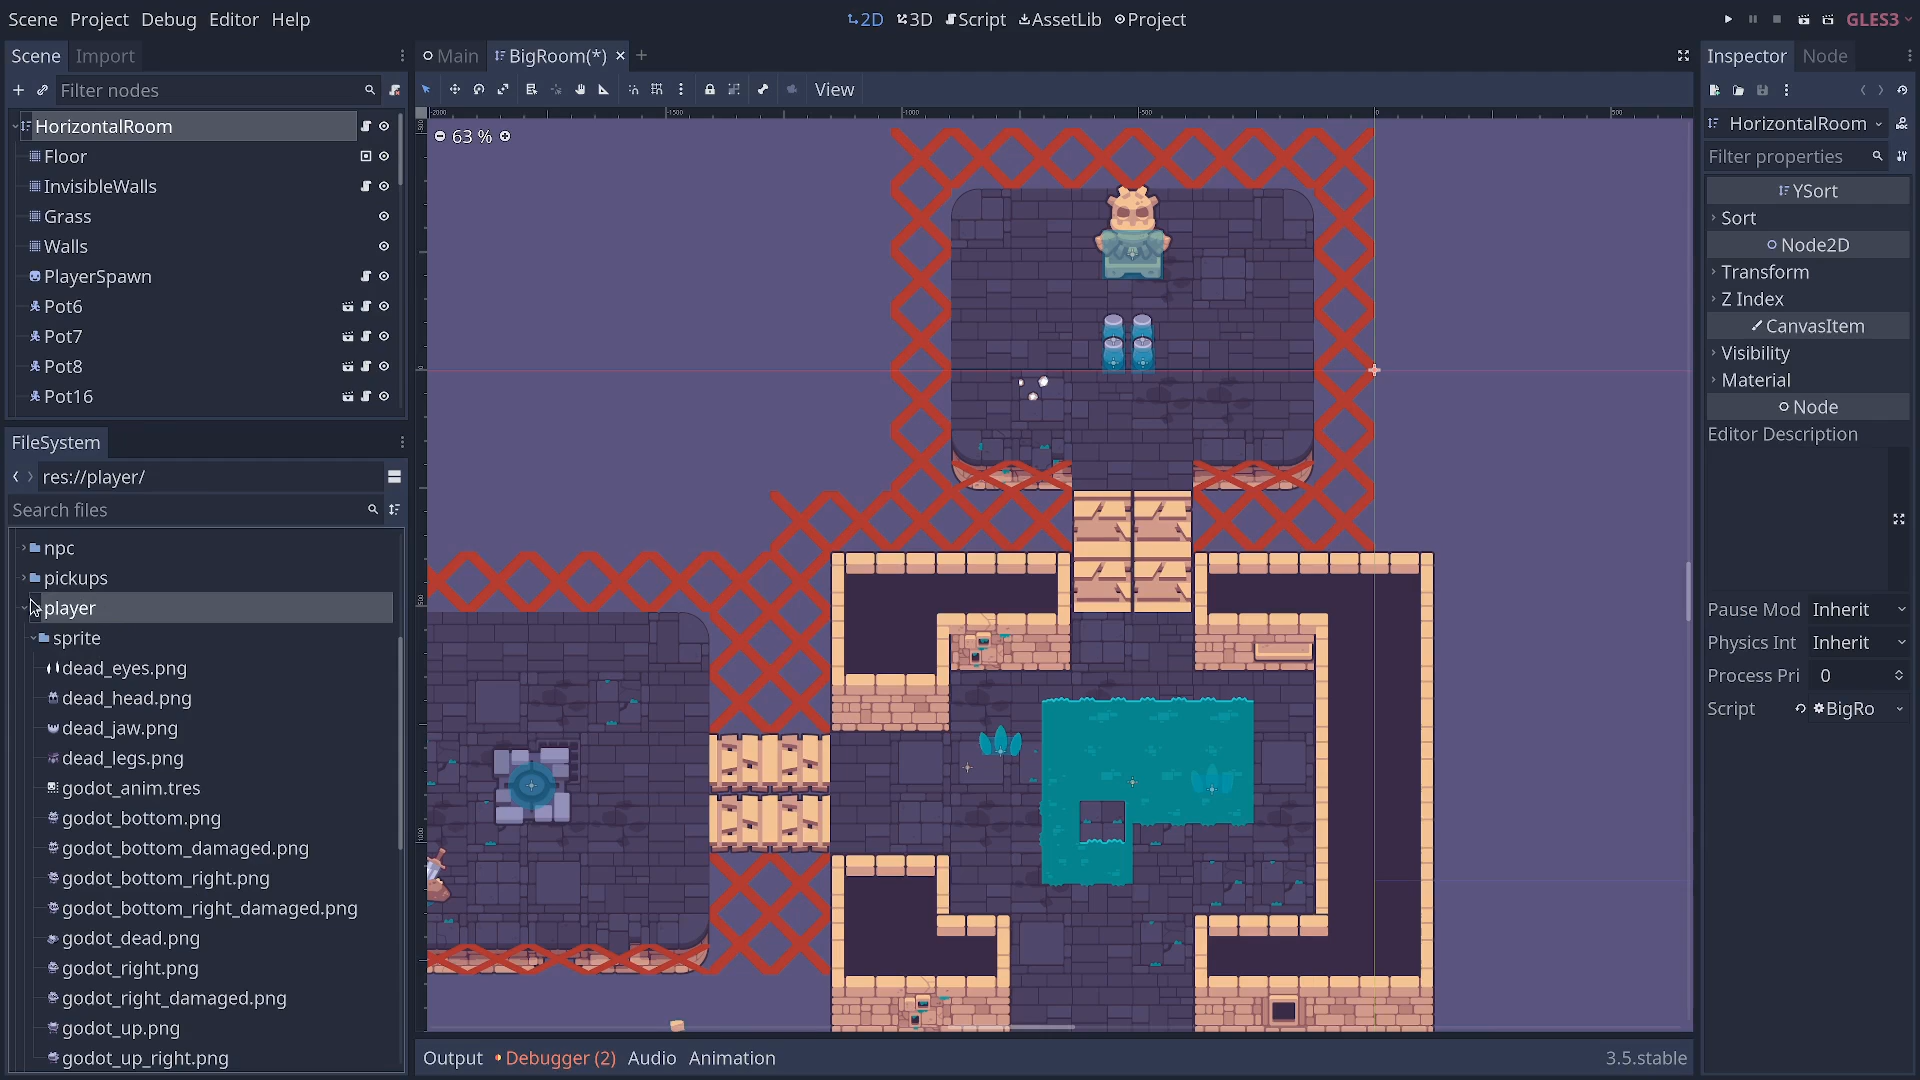 Scene Project Debug Editor Help
2D 3D Script AssetLib Project
GLES3
Scene Import
Filter nodes
HorizontalRoom
Floor
InvisibleWalls
Grass
Walls
PlayerSpawn
Pot6
Pot7
Pot8
Pot16
FileSystem
res://player/
Search files
npc
pickups
player
sprite
dead_eyes.png
dead_head.png
dead_jaw.png
dead_legs.png
godot_anim.tres
godot_bottom.png
godot_bottom_damaged.png
godot_bottom_right.png
godot_bottom_right_damaged.png
godot_dead.png
godot_right.png
godot_right_damaged.png
godot_up.png
godot_up_right.png
Main BigRoom(*)
View
63 %
Output Debugger (2) Audio Animation
3.5.stable
Inspector Node
HorizontalRoom
Filter properties
YSort
Sort
Node2D
Transform
Z Index
CanvasItem
Visibility
Material
Node
Editor Description
Pause Mod Inherit
Physics Int Inherit
Process Pri 0
Script BigRo